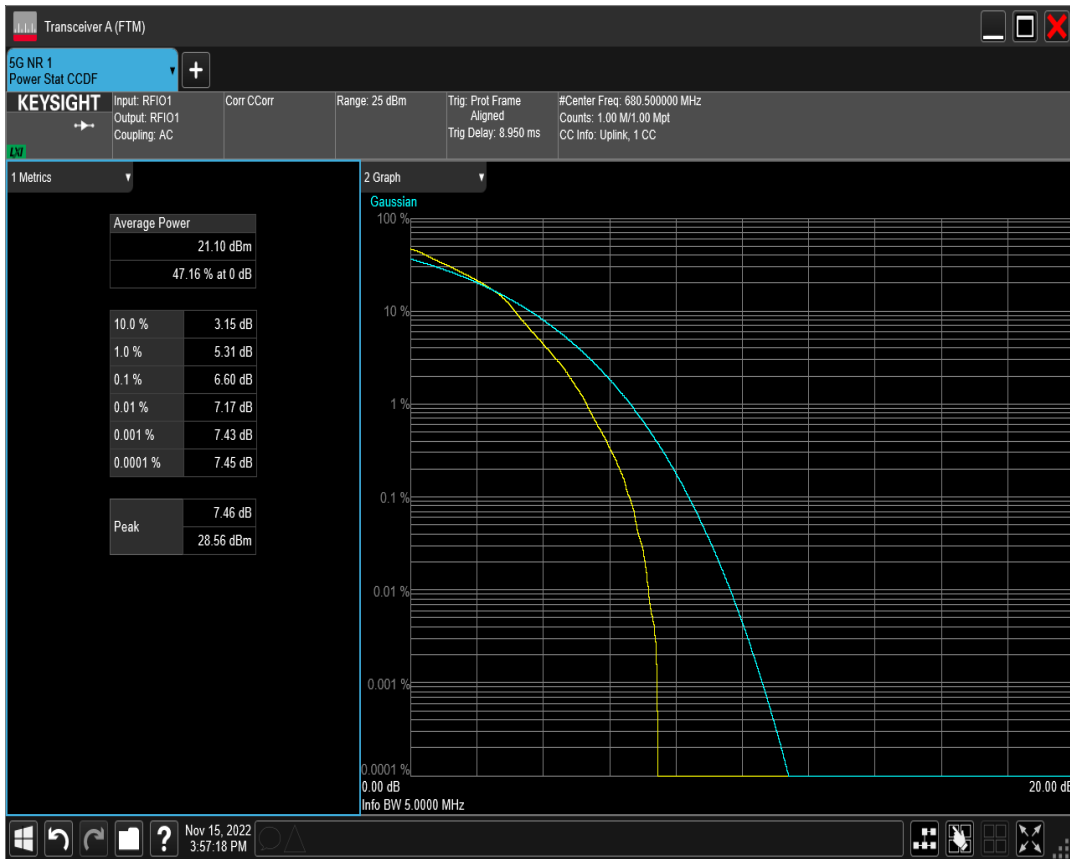 Transceiver A (FTM)
5G NR 1
Power Stat CCDF
+
KEYSIGHT
LXI
Input: RFIO1
Output: RFIO1
Coupling: AC
Corr CCorr
Range: 25 dBm
Trig: Prot Frame
Aligned
Trig Delay: 8.950 ms
#Center Freq: 680.500000 MHz
Counts: 1.00 M/1.00 Mpt
CC Info: Uplink, 1 CC
1 Metrics
Average Power
21.10 dBm
47.16 % at 0 dB
10.0 % 3.15 dB
1.0 % 5.31 dB
0.1 % 6.60 dB
0.01 % 7.17 dB
0.001 % 7.43 dB
0.0001 % 7.45 dB
Peak 7.46 dB
28.56 dBm
2 Graph
Gaussian
100 %
10 %
1 %
0.1 %
0.01 %
0.001 %
0.0001 %
0.00 dB 20.00 dB
Info BW 5.0000 MHz
?
Nov 15, 2022
3:57:18 PM